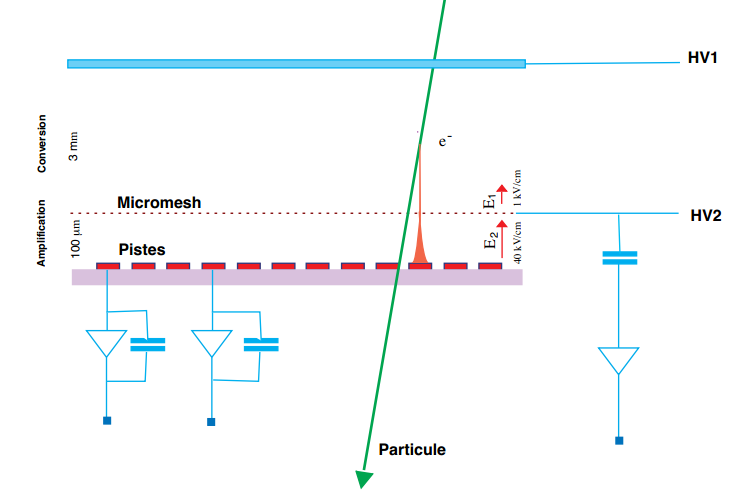 HV1
Conversion
3 mm
e-
Micromesh
E1
1 kV/cm
HV2
Amplification
100 µm
Pistes
E2
40 kV/cm
Particule